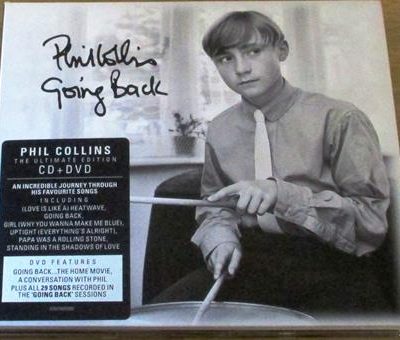 Phil Collins
Going Back
PHIL COLLINS
THE ULTIMATE EDITION
CD+DVD
AN INCREDIBLE JOURNEY THROUGH
HIS FAVOURITE SONGS
INCLUDING
(LOVE IS LIKE A) HEATWAVE,
GOING BACK,
GIRL (WHY YOU WANNA MAKE ME BLUE),
UPTIGHT (EVERYTHING'S ALRIGHT),
PAPA WAS A ROLLING STONE,
STANDING IN THE SHADOWS OF LOVE
DVD FEATURES
GOING BACK...THE HOME MOVIE,
A CONVERSATION WITH PHIL
PLUS ALL 29 SONGS RECORDED IN
THE 'GOING BACK' SESSIONS